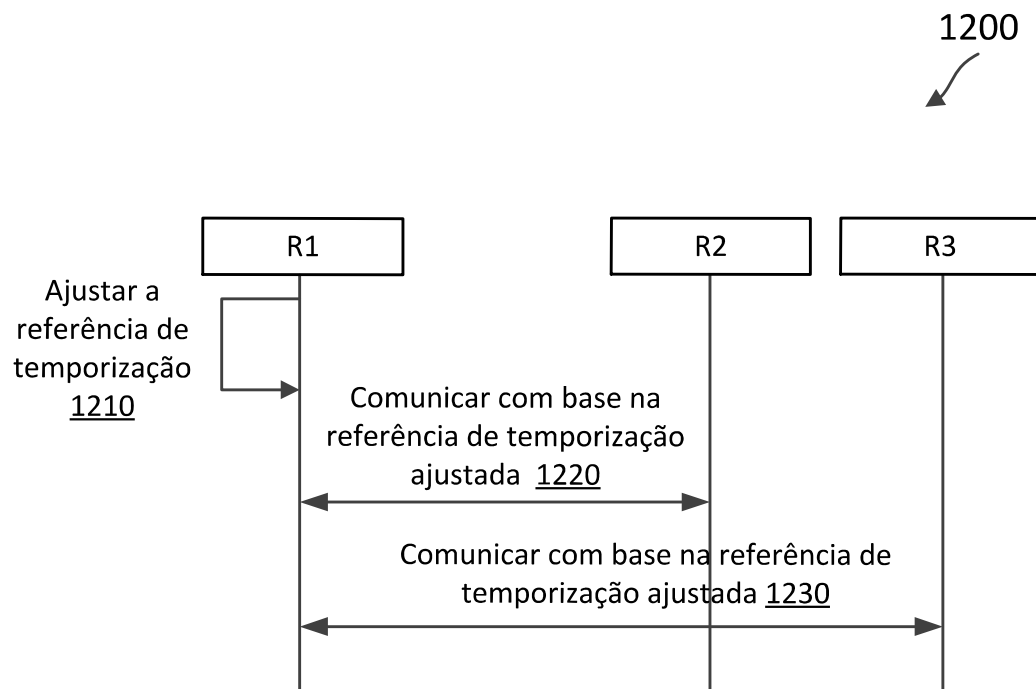 1200
R1
R2
R3
Ajustar a
referência de
temporização
1210
Comunicar com base na
referência de temporização
ajustada 1220
Comunicar com base na referência de
temporização ajustada 1230